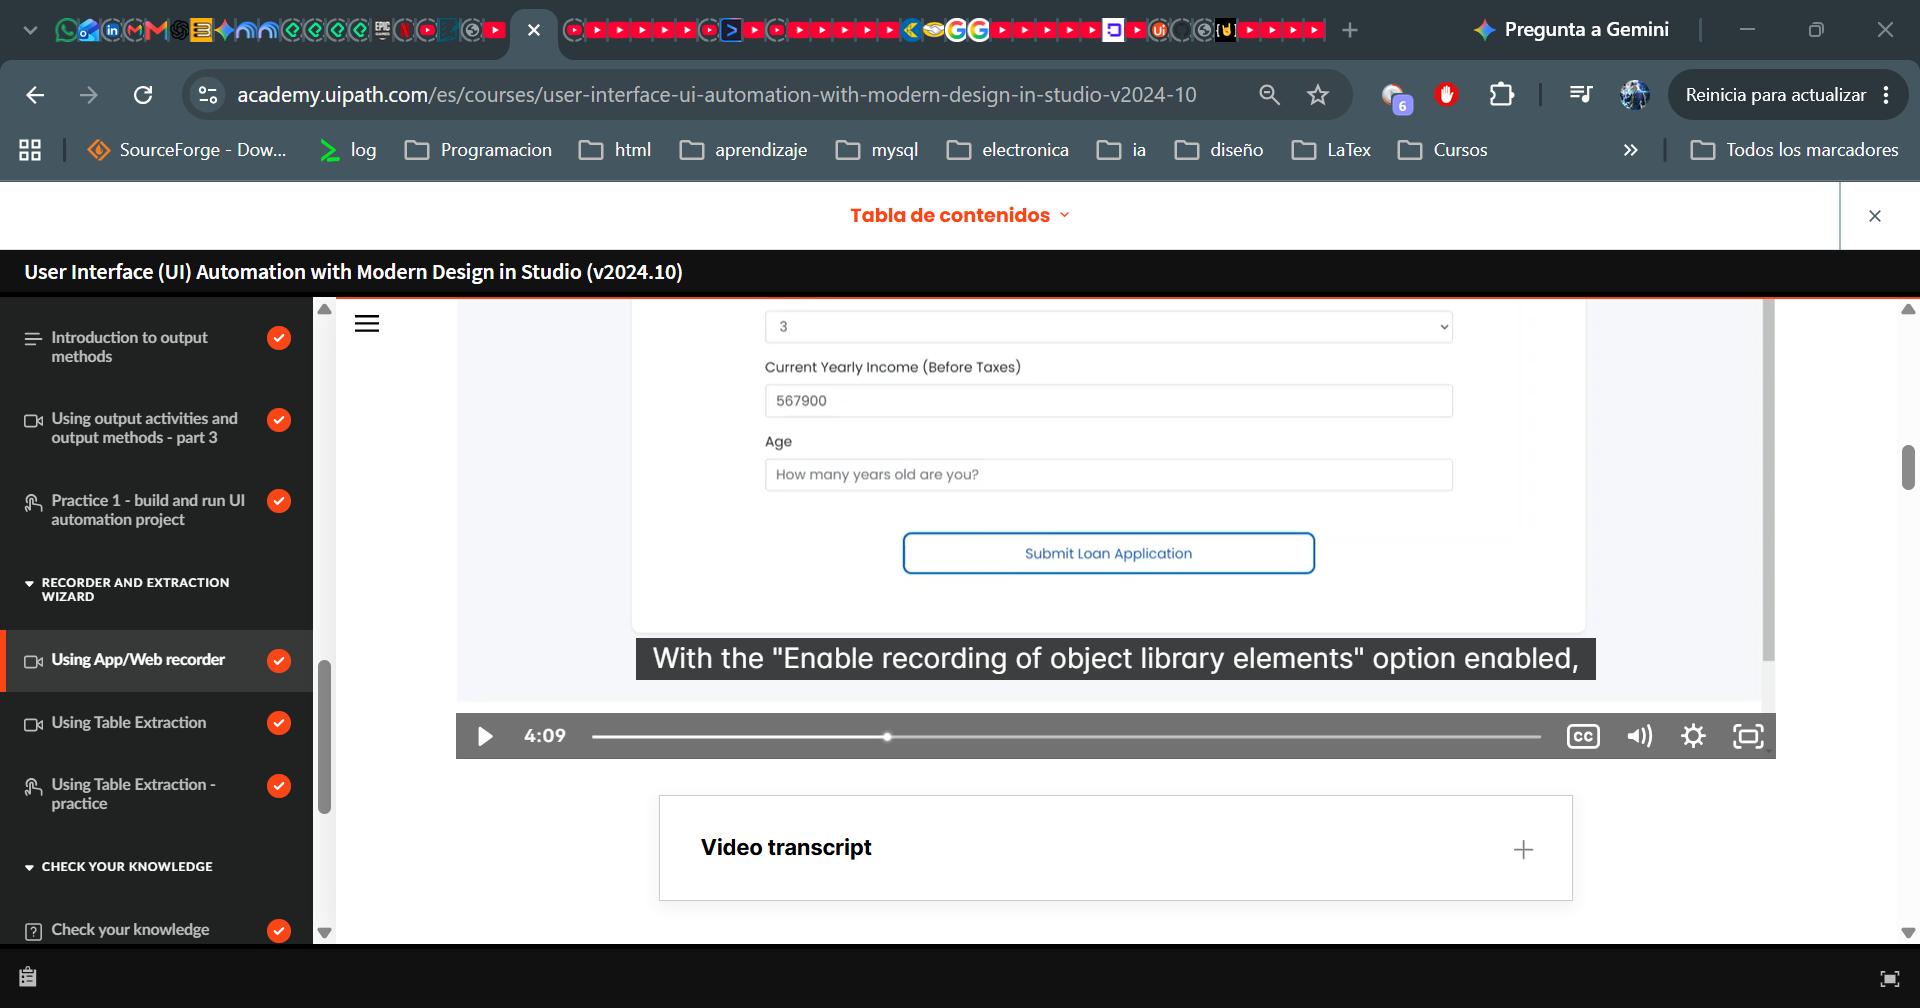 Pregunta a Gemini
academy.uipath.com/es/courses/user-interface-ui-automation-with-modern-design-in-studio-v2024-10
6
Reinicia para actualizar
SourceForge - Dow...
log
Programacion
html
aprendizaje
mysql
electronica
ia
diseño
LaTex
Cursos
Todos los marcadores
Tabla de contenidos
User Interface (UI) Automation with Modern Design in Studio (v2024.10)
Introduction to output
methods
Using output activities and
output methods - part 3
Practice 1 - build and run UI
automation project
RECORDER AND EXTRACTION
WIZARD
Using App/Web recorder
Using Table Extraction
Using Table Extraction -
practice
CHECK YOUR KNOWLEDGE
Check your knowledge
3
Current Yearly Income (Before Taxes)
567900
Age
How many years old are you?
Submit Loan Application
With the "Enable recording of object library elements" option enabled,
4:09
CC
Video transcript